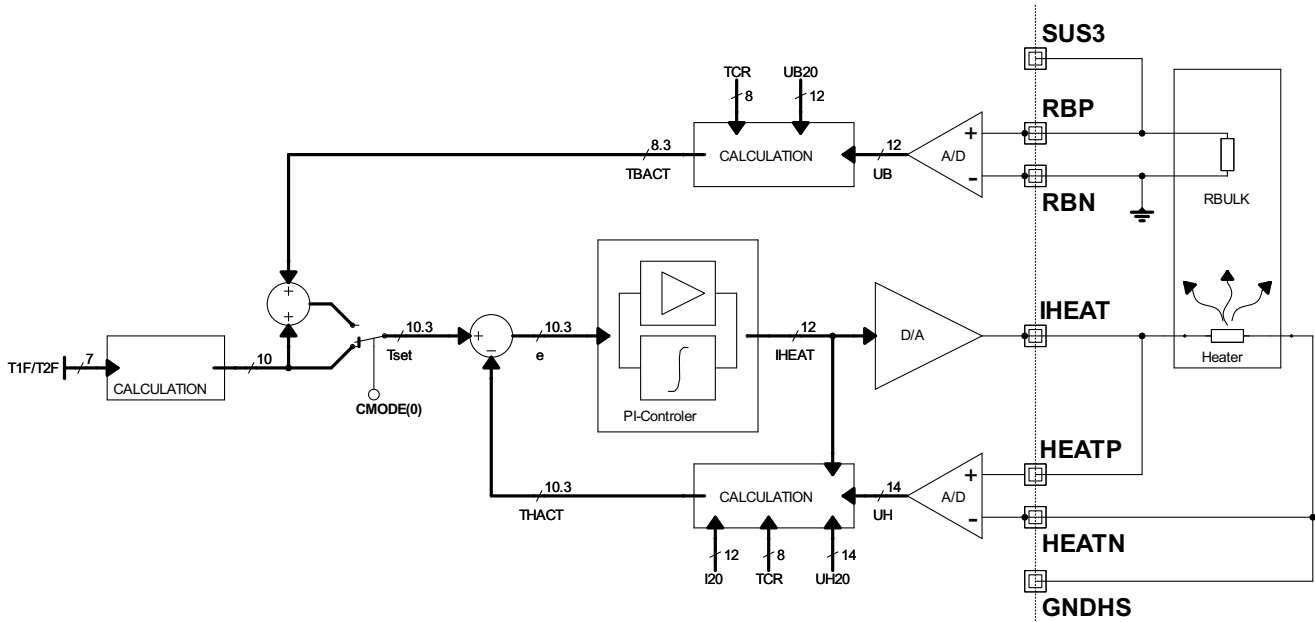 SUS3
TCR
UB20
8
12
RBP
+
CALCULATION
12
A/D
8.3
TBACT
UB
-
RBN
RBULK
+
+
IHEAT
10.3
+
10.3
12
D/A
Tset
e
IHEAT
-
Heater
T1F/T2F
7
CALCULATION
10
CMODE(0)
PI-Controler
HEATP
+
CALCULATION
14
A/D
10.3
THACT
UH
-
HEATN
12
8
14
I20
TCR
UH20
GNDHS